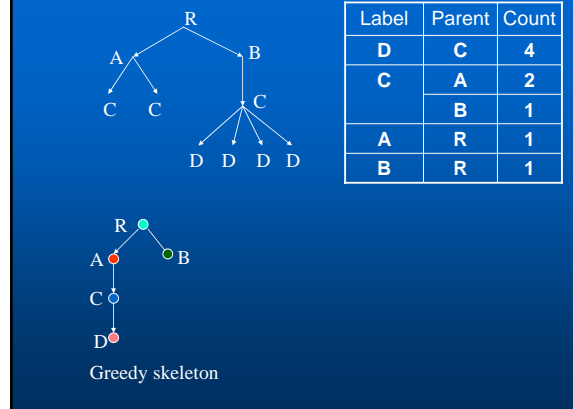 R
A B
C C C
D D D D
Label Parent Count
D C 4
C A 2
B 1
A R 1
B R 1
R
A B
C
D
Greedy skeleton